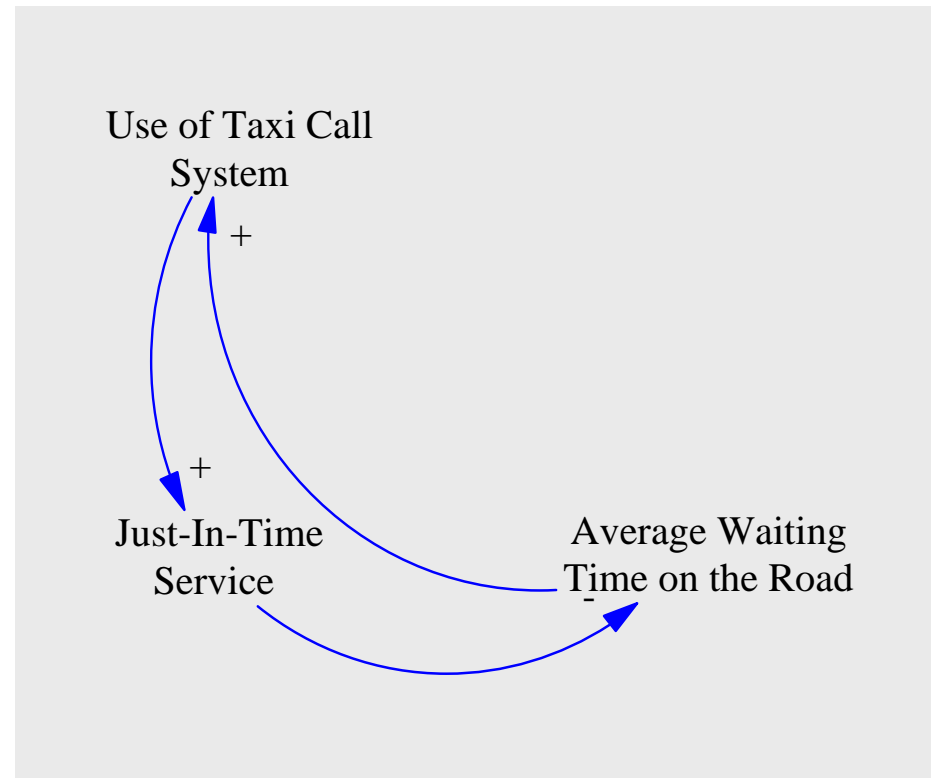 Use of Taxi Call
System
+
+
Just-In-Time
Service
Average Waiting
Time on the Road
-